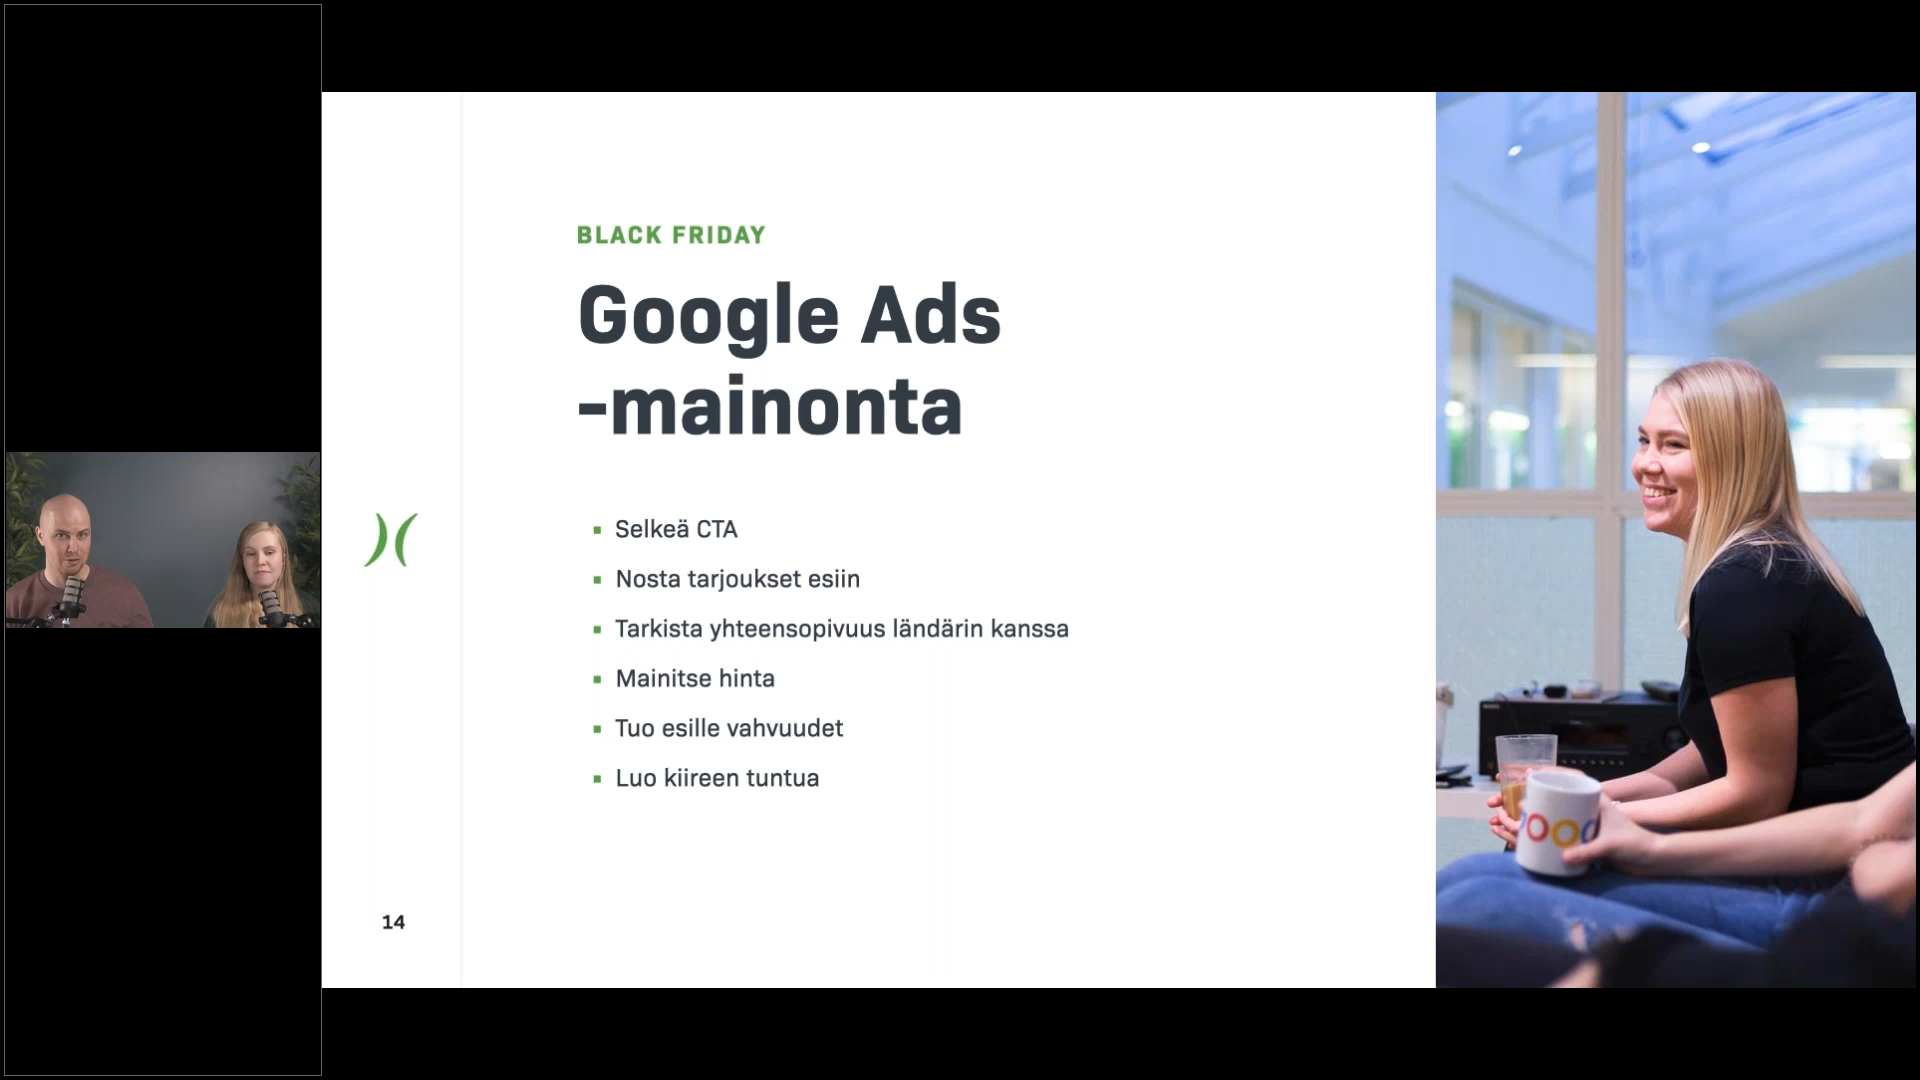 BLACK FRIDAY
Google Ads
-mainonta
▪ Selkeä CTA
▪ Nosta tarjoukset esiin
▪ Tarkista yhteensopivuus ländärin kanssa
▪ Mainitse hinta
▪ Tuo esille vahvuudet
▪ Luo kiireen tuntua
14